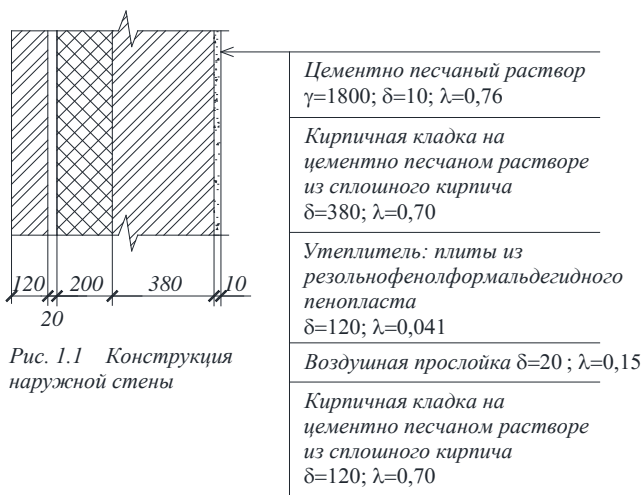 Цементно песчаный раствор
γ=1800; δ=10; λ=0,76
Кирпичная кладка на
цементно песчаном растворе
из сплошного кирпича
δ=380; λ=0,70
Утеплитель: плиты из
резольнофенолформальдегидного
пенопласта
δ=120; λ=0,041
Воздушная прослойка δ=20 ; λ=0,15
Кирпичная кладка на
цементно песчаном растворе
из сплошного кирпича
δ=120; λ=0,70
120 200 380 10
20
Рис. 1.1 Конструкция
наружной стены